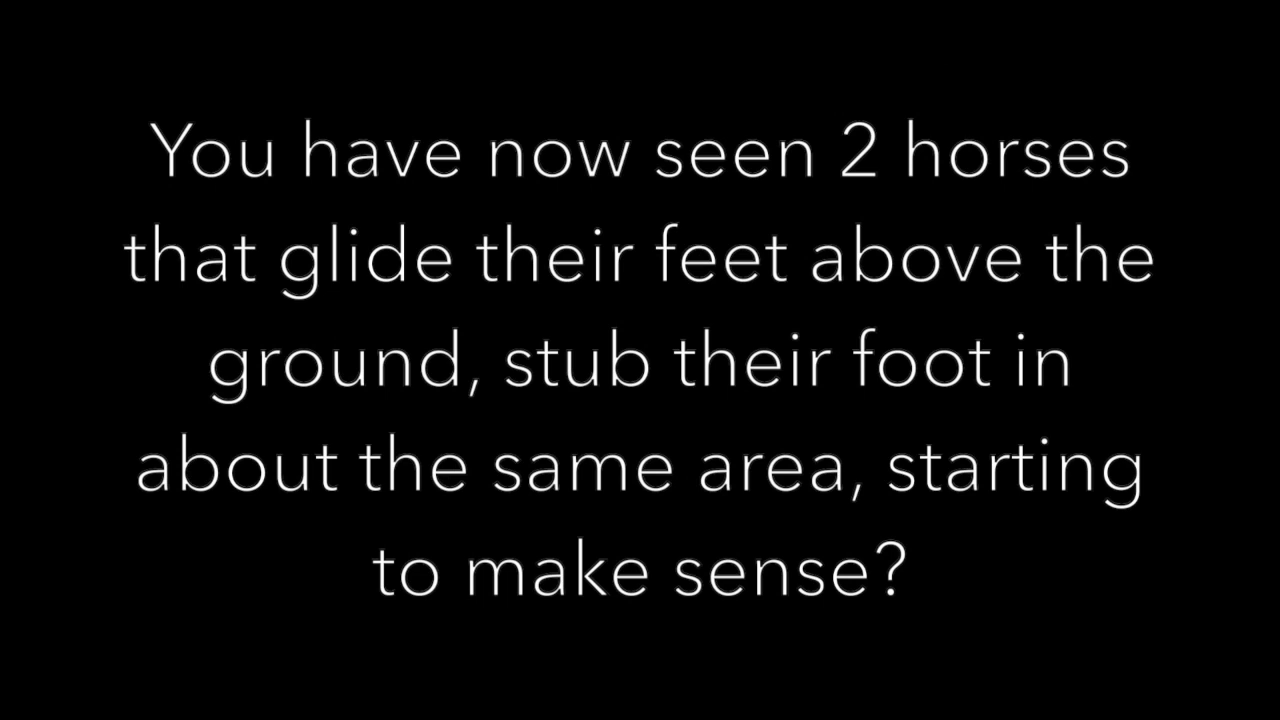 You have now seen 2 horses
that glide their feet above the
ground, stub their foot in
about the same area, starting
to make sense?